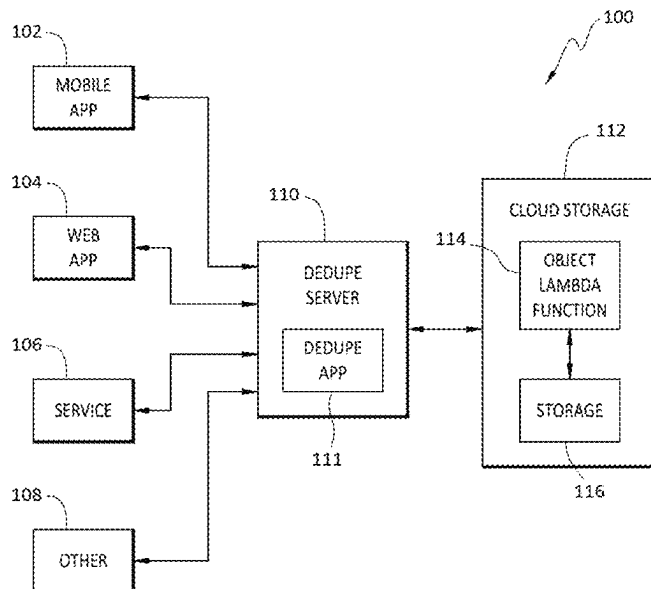 100
102
MOBILE
APP
104
WEB
APP
106
SERVICE
108
OTHER
110
DEDUPE
SERVER
DEDUPE
APP
111
112
CLOUD STORAGE
114
OBJECT
LAMBDA
FUNCTION
STORAGE
116